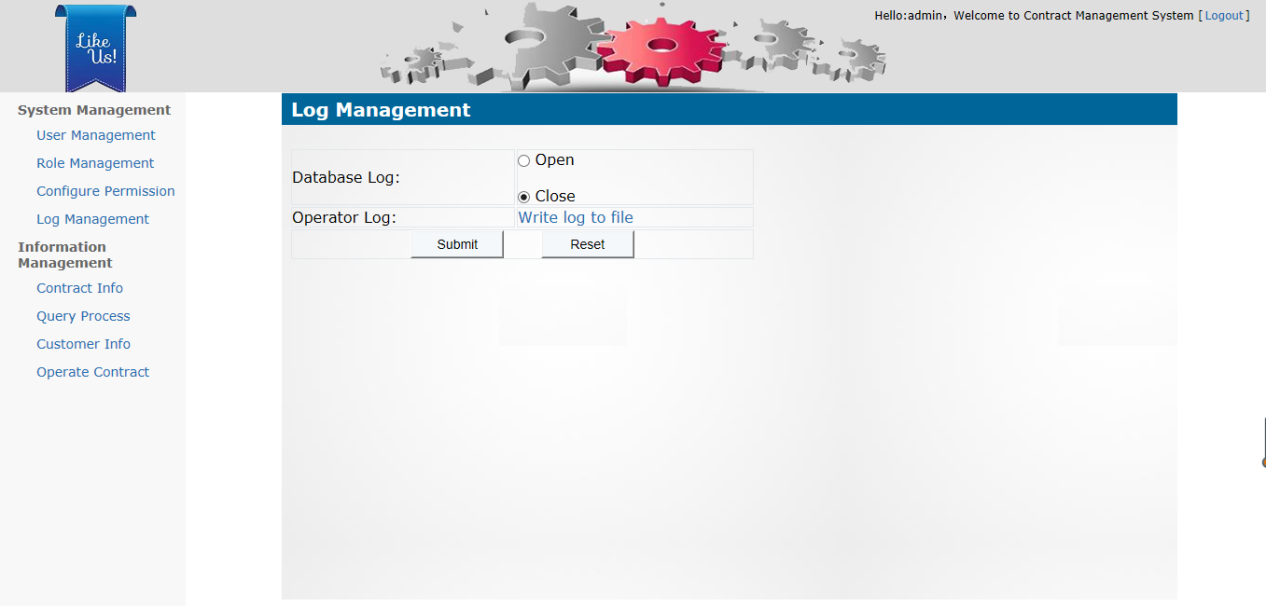 Like
Us!
Hello:admin，Welcome to Contract Management System [Logout]
System Management
User Management
Role Management
Configure Permission
Log Management
Information
Management
Contract Info
Query Process
Customer Info
Operate Contract
Log Management
Database Log:
Open
Close
Operator Log:
Write log to file
Submit
Reset